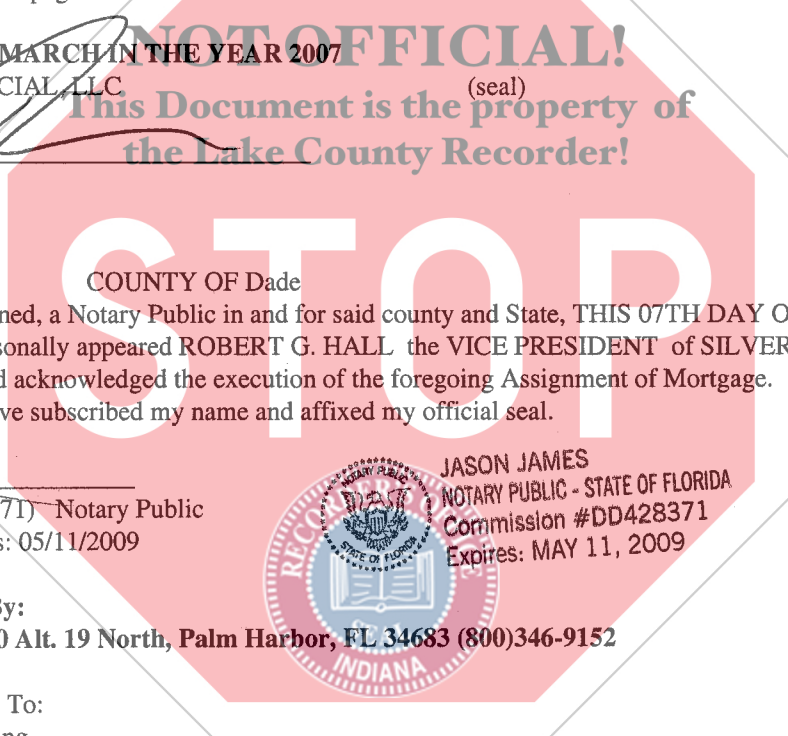 NOT OFFICIAL!
MARCH IN THE YEAR 2007
CIAL, LLC (seal)
This Document is the property of
the Lake County Recorder!
STOP
COUNTY OF Dade
ned, a Notary Public in and for said county and State, THIS 07TH DAY O
sonally appeared ROBERT G. HALL the VICE PRESIDENT of SILVER
d acknowledged the execution of the foregoing Assignment of Mortgage.
ve subscribed my name and affixed my official seal.
NOTARY PUBLIC
STATE OF FLORIDA
JASON JAMES
NOTARY PUBLIC - STATE OF FLORIDA
Commission #DD428371
Expires: MAY 11, 2009
71) Notary Public
s: 05/11/2009
RECORDER'S OFFICE
SEAL
INDIANA
By:
0 Alt. 19 North, Palm Harbor, FL 34683 (800)346-9152
To: